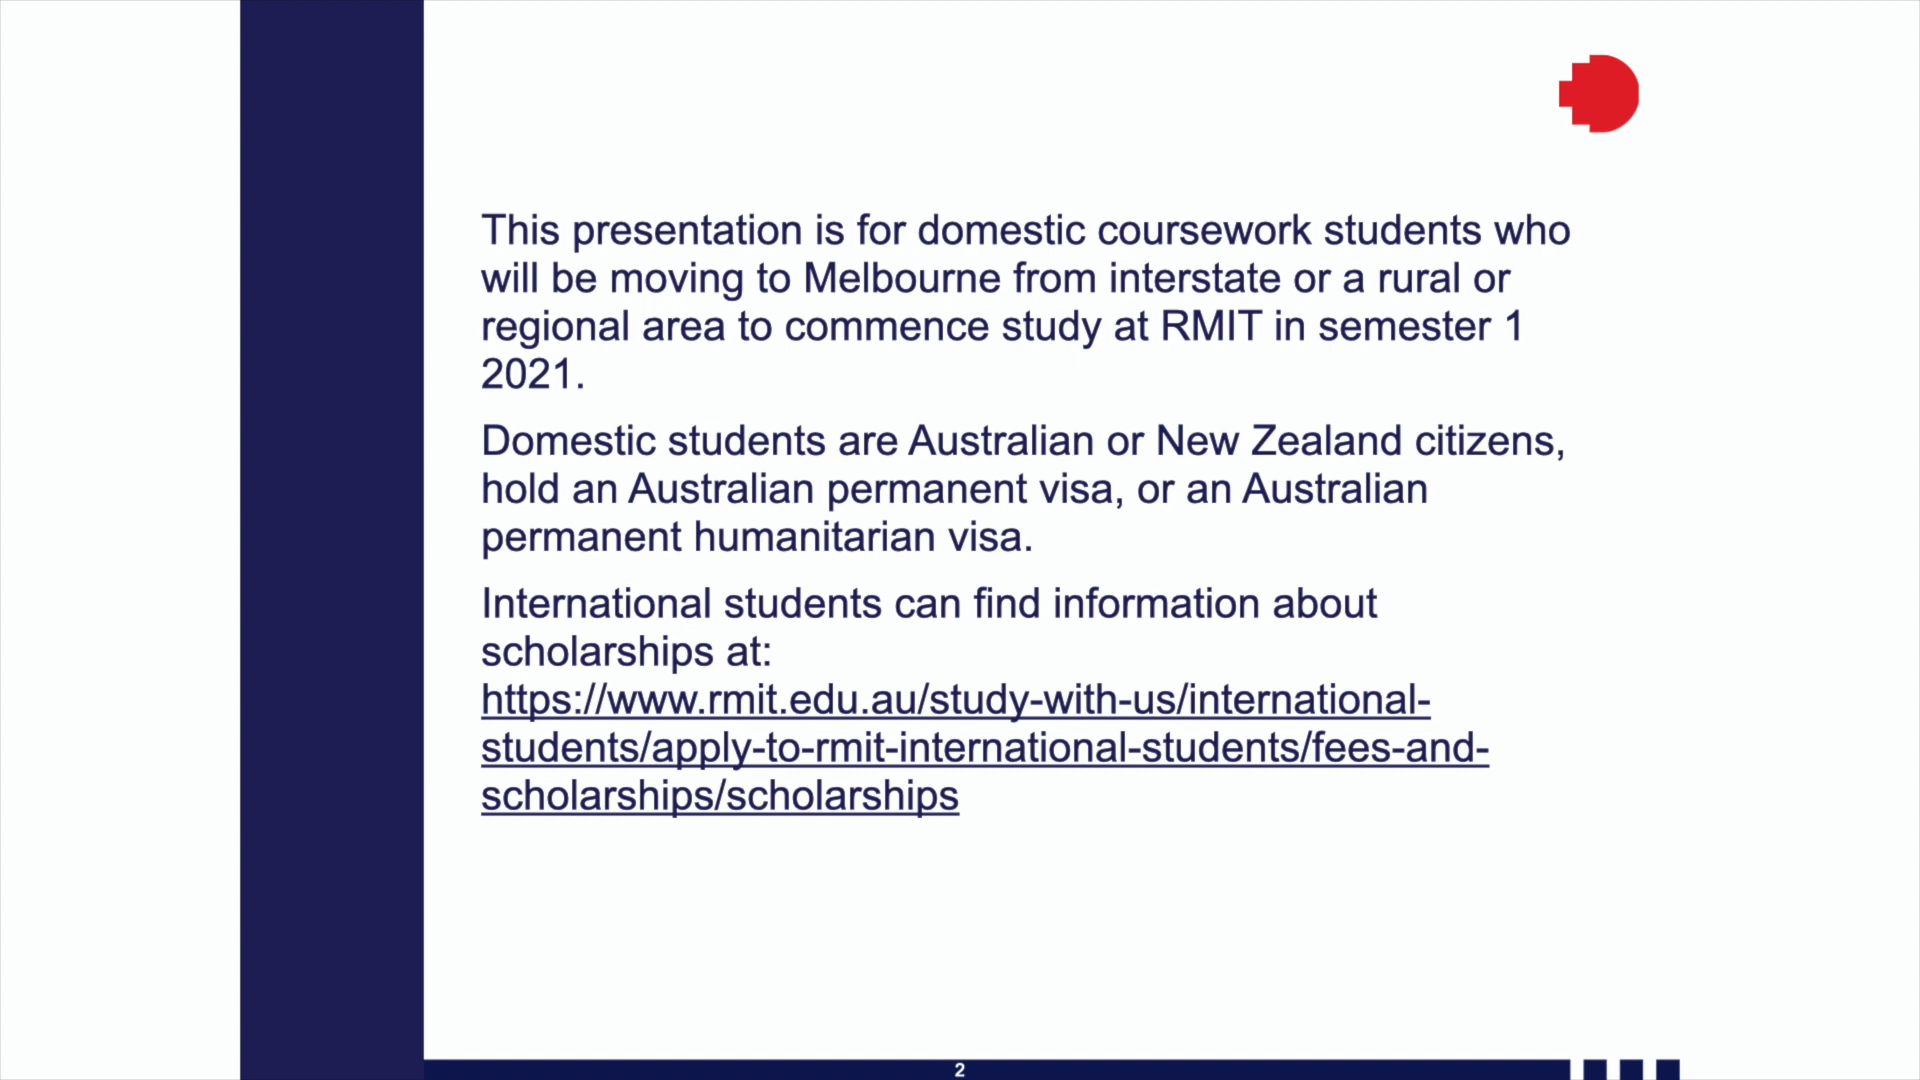 This presentation is for domestic coursework students who
will be moving to Melbourne from interstate or a rural or
regional area to commence study at RMIT in semester 1
2021.
Domestic students are Australian or New Zealand citizens,
hold an Australian permanent visa, or an Australian
permanent humanitarian visa.
International students can find information about
scholarships at:
https://www.rmit.edu.au/study-with-us/international-
students/apply-to-rmit-international-students/fees-and-
scholarships/scholarships
2